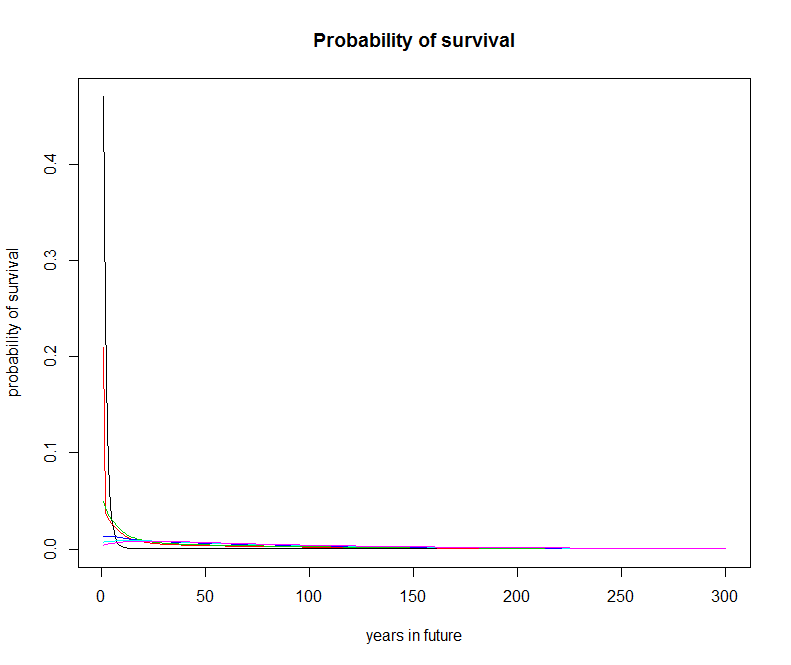 Probability of survival
probability of survival
0.4
0.3
0.2
0.1
0.0
0 50 100 150 200 250 300
years in future